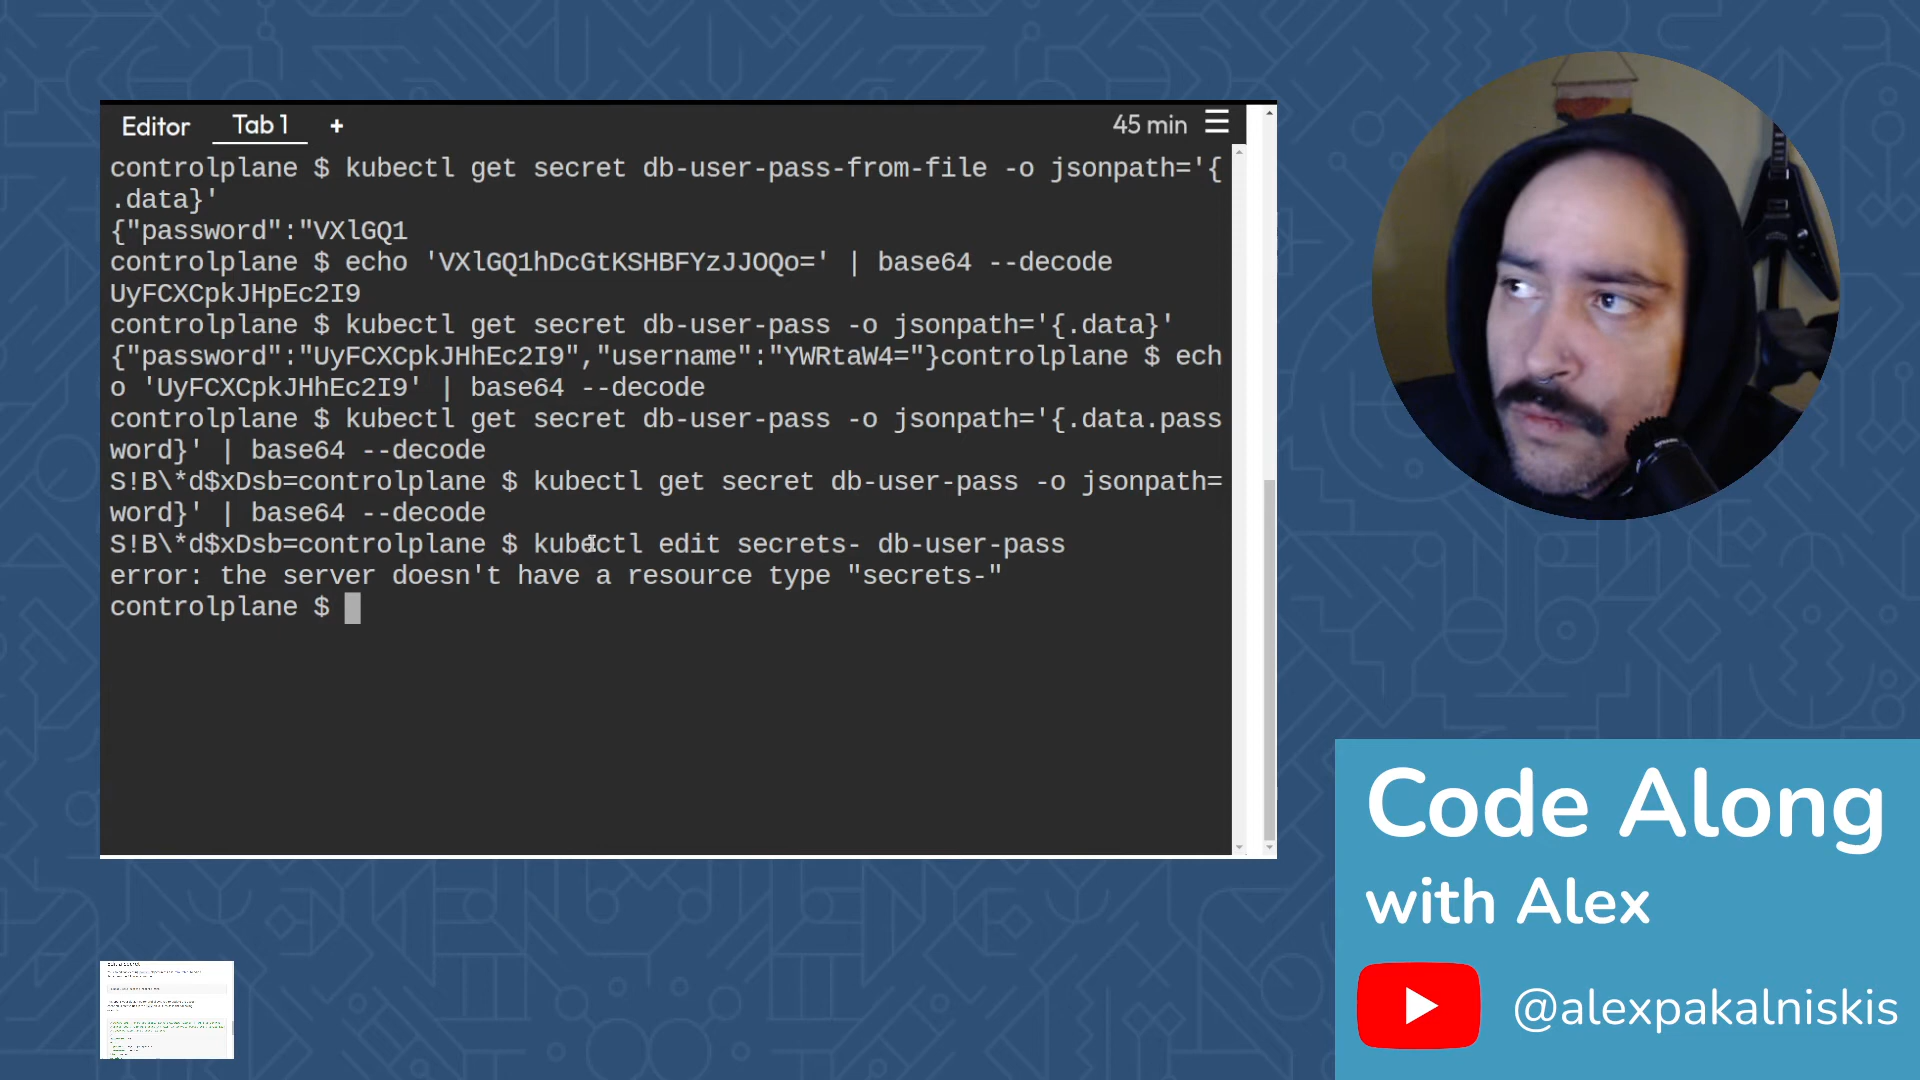 Editor Tab 1 + 45 min
controlplane $ kubectl get secret db-user-pass-from-file -o jsonpath='{
.data}'
{"password":"VXlGQ1
controlplane $ echo 'VXlGQ1hDcGtKSHBFYzJJOQo=' | base64 --decode
UyFCXCpkJHpEc2I9
controlplane $ kubectl get secret db-user-pass -o jsonpath='{.data}'
{"password":"UyFCXCpkJHhEc2I9","username":"YWRtaW4="}controlplane $ ech
o 'UyFCXCpkJHhEc2I9' | base64 --decode
controlplane $ kubectl get secret db-user-pass -o jsonpath='{.data.pass
word}' | base64 --decode
S!B\*d$xDsb=controlplane $ kubectl get secret db-user-pass -o jsonpath=
word}' | base64 --decode
S!B\*d$xDsb=controlplane $ kubectl edit secrets- db-user-pass
error: the server doesn't have a resource type "secrets-"
controlplane $
Code Along
with Alex
@alexpakalniskis